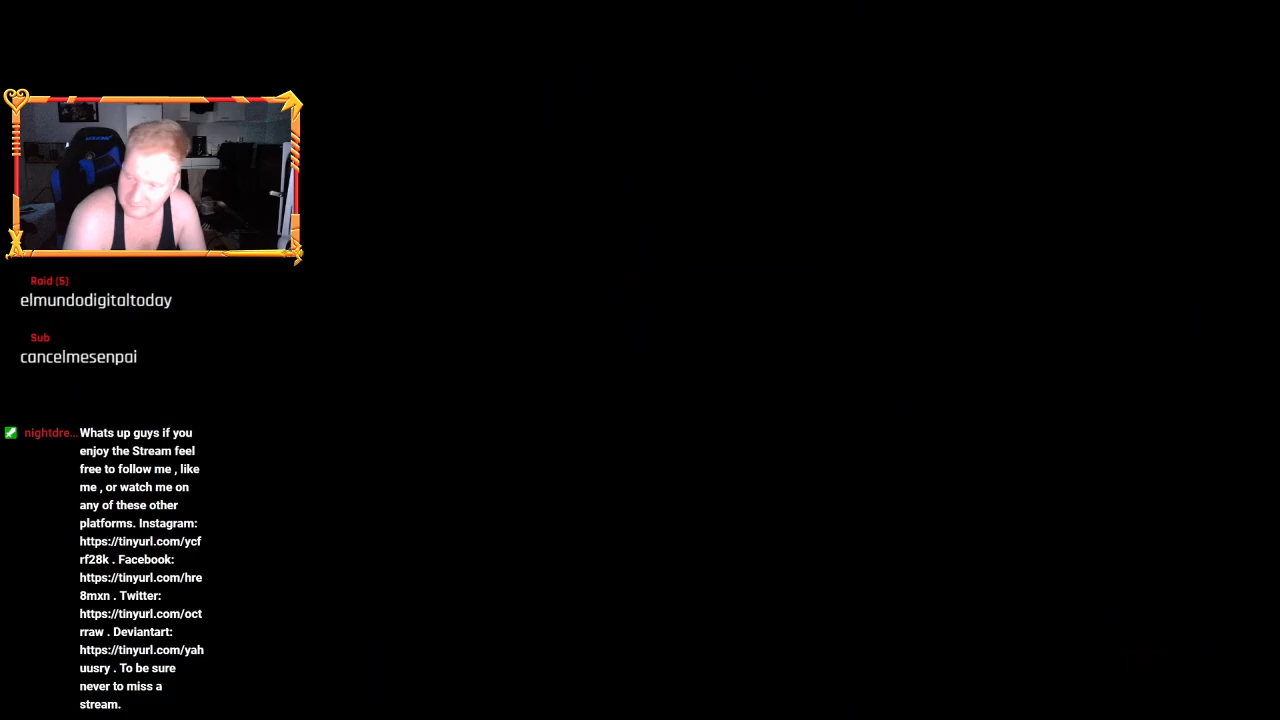 Raid (5)
elmundodigitaltoday
Sub
cancelmesenpai
nightdre... Whats up guys if you
enjoy the Stream feel
free to follow me , like
me , or watch me on
any of these other
platforms. Instagram:
https://tinyurl.com/ycf
rf28k . Facebook:
https://tinyurl.com/hre
8mxn . Twitter:
https://tinyurl.com/oct
rraw . Deviantart:
https://tinyurl.com/yah
uusry . To be sure
never to miss a
stream.